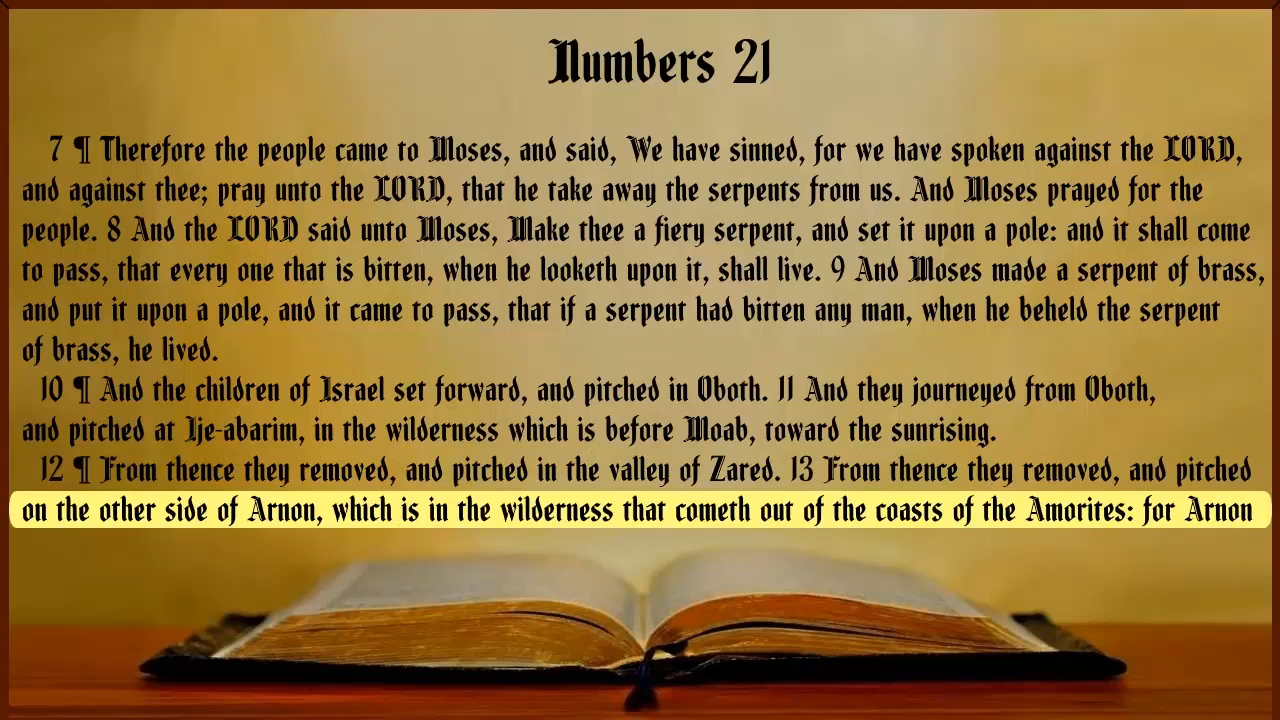 Numbers 21
7 ¶ Therefore the people came to Moses, and said, We have sinned, for we have spoken against the LORD,
and against thee; pray unto the LORD, that he take away the serpents from us. And Moses prayed for the
people. 8 And the LORD said unto Moses, Make thee a fiery serpent, and set it upon a pole: and it shall come
to pass, that every one that is bitten, when he looketh upon it, shall live. 9 And Moses made a serpent of brass,
and put it upon a pole, and it came to pass, that if a serpent had bitten any man, when he beheld the serpent
of brass, he lived.
10 ¶ And the children of Israel set forward, and pitched in Oboth. 11 And they journeyed from Oboth,
and pitched at Ije-abarim, in the wilderness which is before Moab, toward the sunrising.
12 ¶ From thence they removed, and pitched in the valley of Zared. 13 From thence they removed, and pitched
on the other side of Arnon, which is in the wilderness that cometh out of the coasts of the Amorites: for Arnon